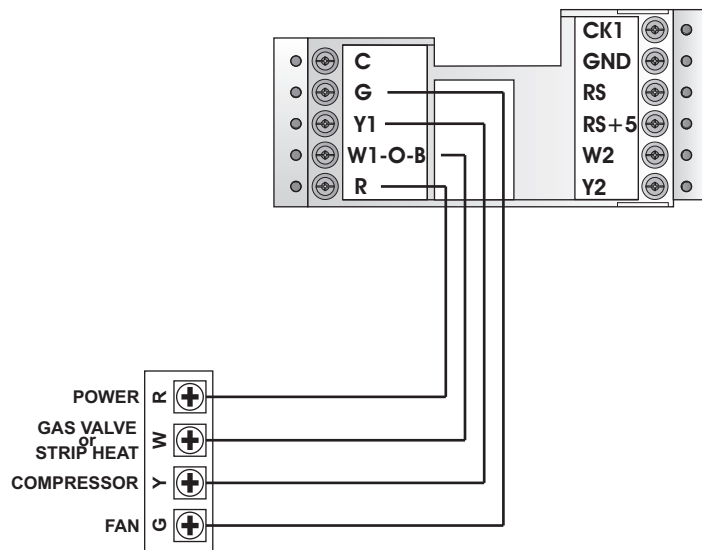 C
G
Y1
W1-O-B
R
CK1
GND
RS
RS+5
W2
Y2
POWER R
GAS VALVE
or
STRIP HEAT W
COMPRESSOR Y
FAN G